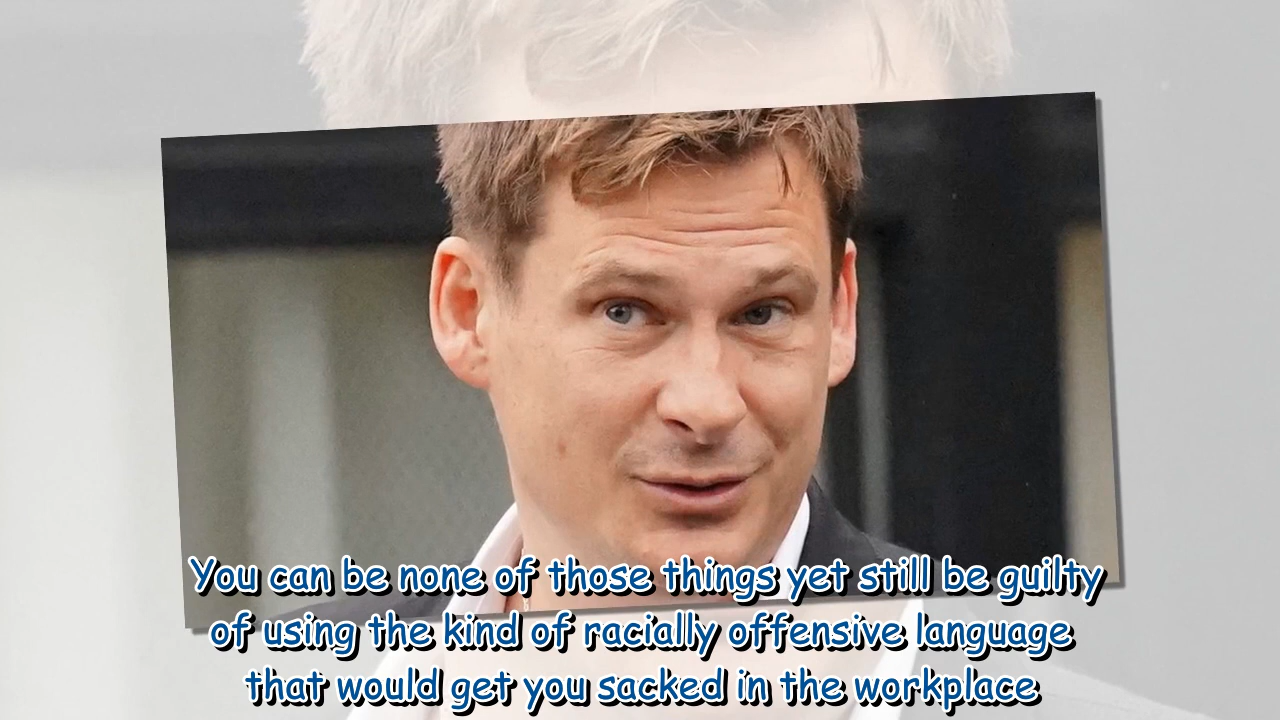 You can be none of those things yet still be guilty
of using the kind of racially offensive language
that would get you sacked in the workplace